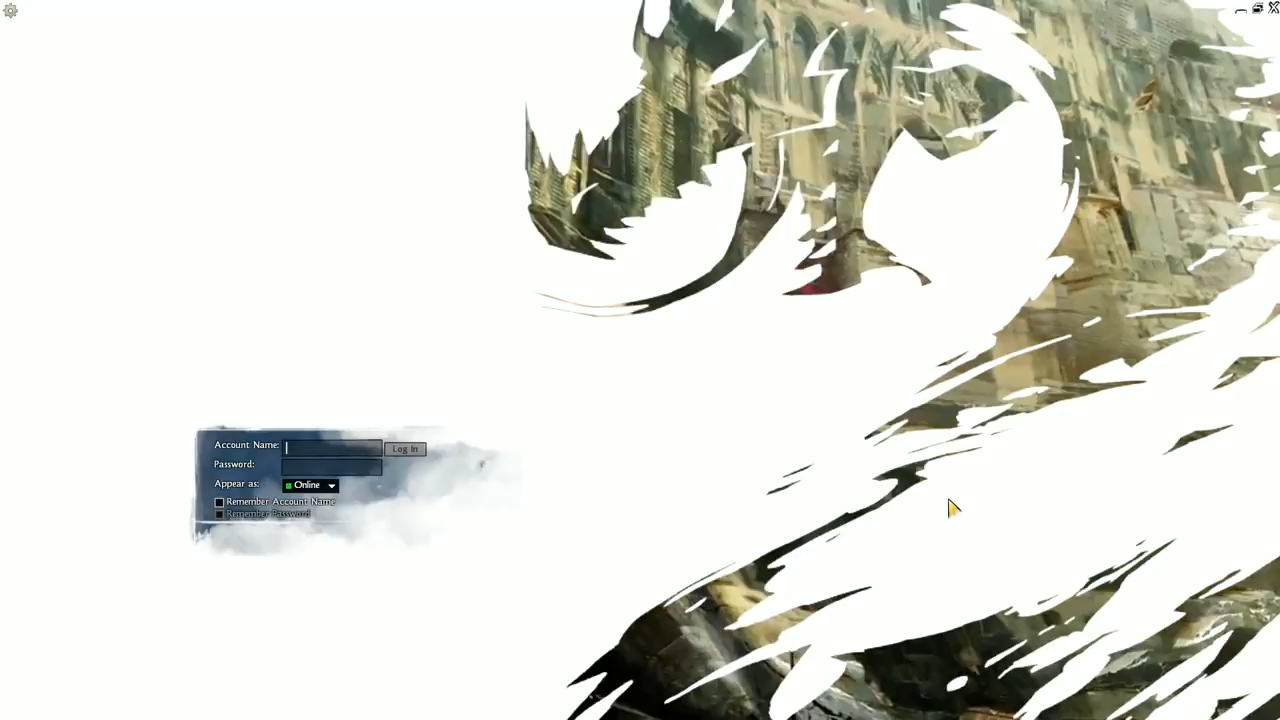 Account Name:
Log In
Password:
Appear as:
Online
Remember Account Name
Remember Password